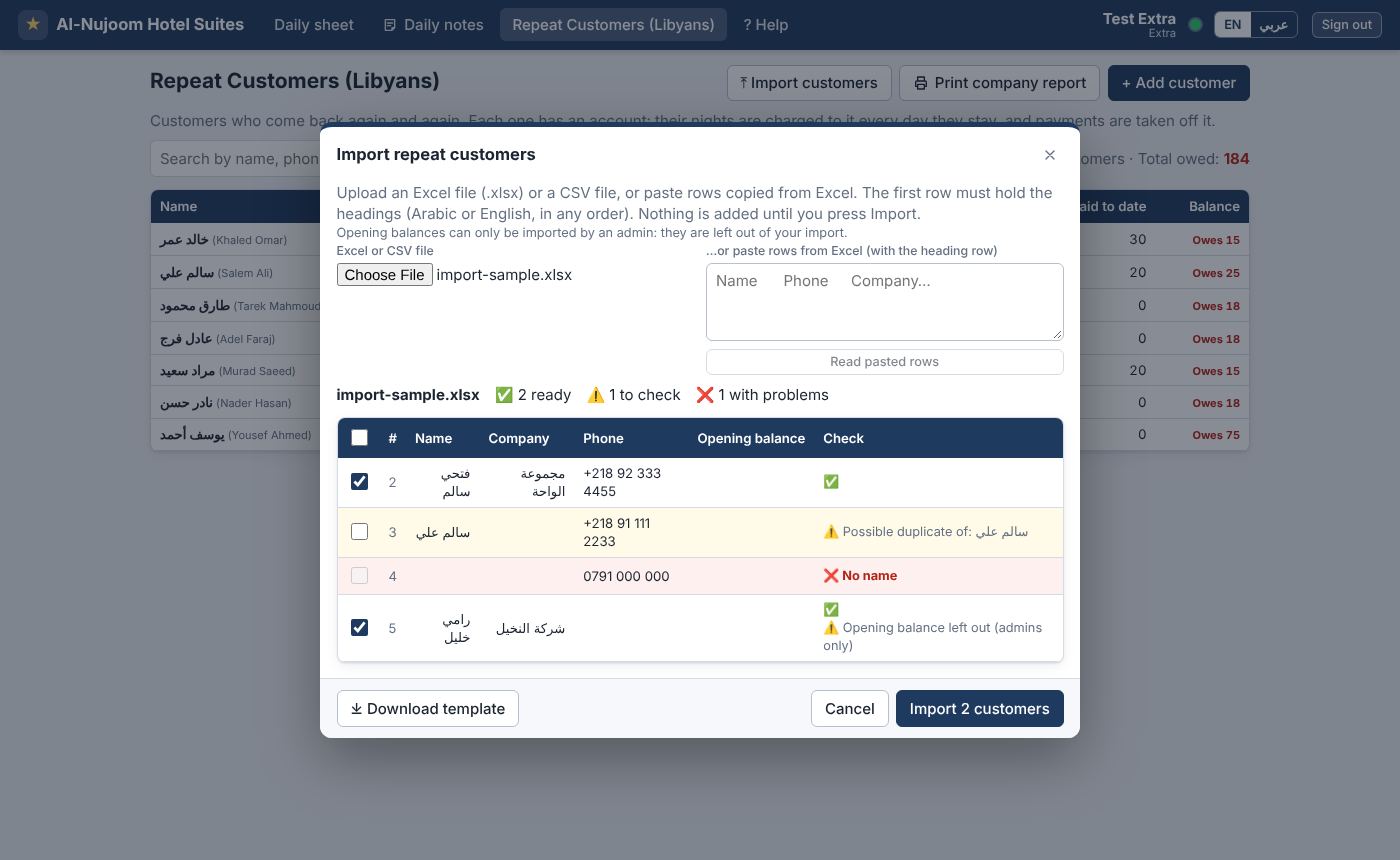 ★ Al-Nujoom Hotel Suites Daily sheet Daily notes Repeat Customers (Libyans) ? Help Test Extra Extra EN عربي Sign out
Repeat Customers (Libyans) ⤒ Import customers Print company report + Add customer
Customers who come back again and again. Each one has an account: their nights are charged to it every day they stay, and payments are taken off it.
Search by name, phon omers · Total owed: 184
Name aid to date Balance
خالد عمر (Khaled Omar) 30 Owes 15
سالم علي (Salem Ali) 20 Owes 25
طارق محمود (Tarek Mahmoud 0 Owes 18
عادل فرج (Adel Faraj) 0 Owes 18
مراد سعيد (Murad Saeed) 20 Owes 15
نادر حسن (Nader Hasan) 0 Owes 18
يوسف أحمد (Yousef Ahmed) 0 Owes 75
Import repeat customers ×
Upload an Excel file (.xlsx) or a CSV file, or paste rows copied from Excel. The first row must hold the
headings (Arabic or English, in any order). Nothing is added until you press Import.
Opening balances can only be imported by an admin: they are left out of your import.
Excel or CSV file ...or paste rows from Excel (with the heading row)
Choose File import-sample.xlsx Name Phone Company...
Read pasted rows
import-sample.xlsx ✅ 2 ready ⚠️ 1 to check ❌ 1 with problems
# Name Company Phone Opening balance Check
2 فتحي سالم مجموعة الواحة +218 92 333 4455 ✅
3 سالم علي +218 91 111 2233 ⚠️ Possible duplicate of: سالم علي
4 0791 000 000 ❌ No name
5 رامي خليل شركة النخيل ✅
⚠️ Opening balance left out (admins
only)
Download template Cancel Import 2 customers